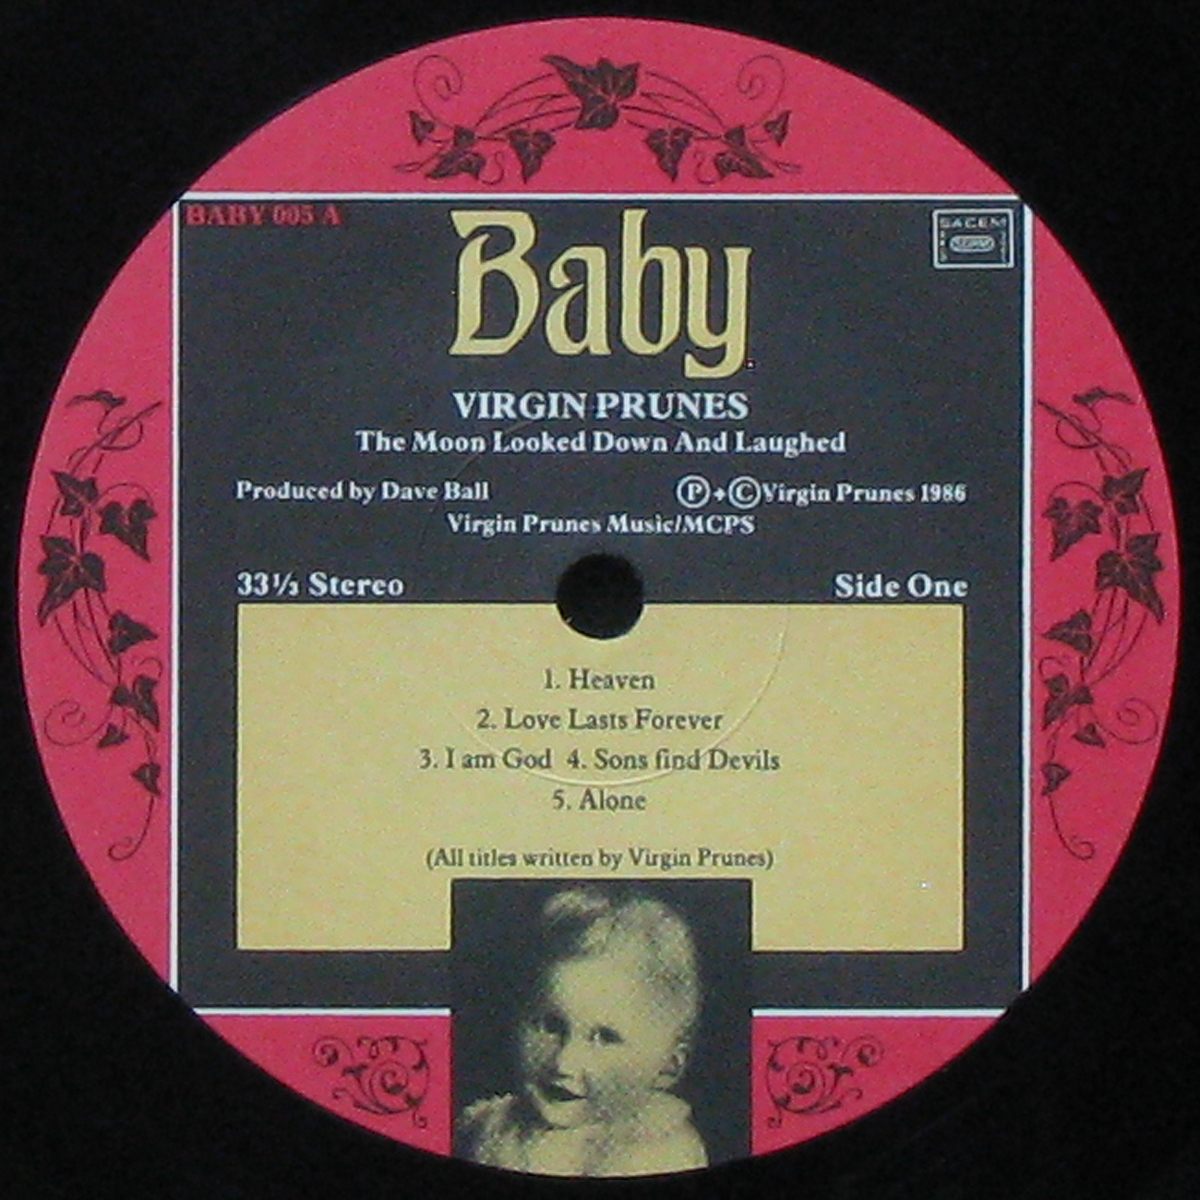 BABY 005 A
Baby
SACEM
VIRGIN PRUNES
The Moon Looked Down And Laughed
Produced by Dave Ball
Ⓟ+ⒸVirgin Prunes 1986
Virgin Prunes Music/MCPS
33⅓ Stereo
Side One
1. Heaven
2. Love Lasts Forever
3. I am God 4. Sons find Devils
5. Alone
(All titles written by Virgin Prunes)